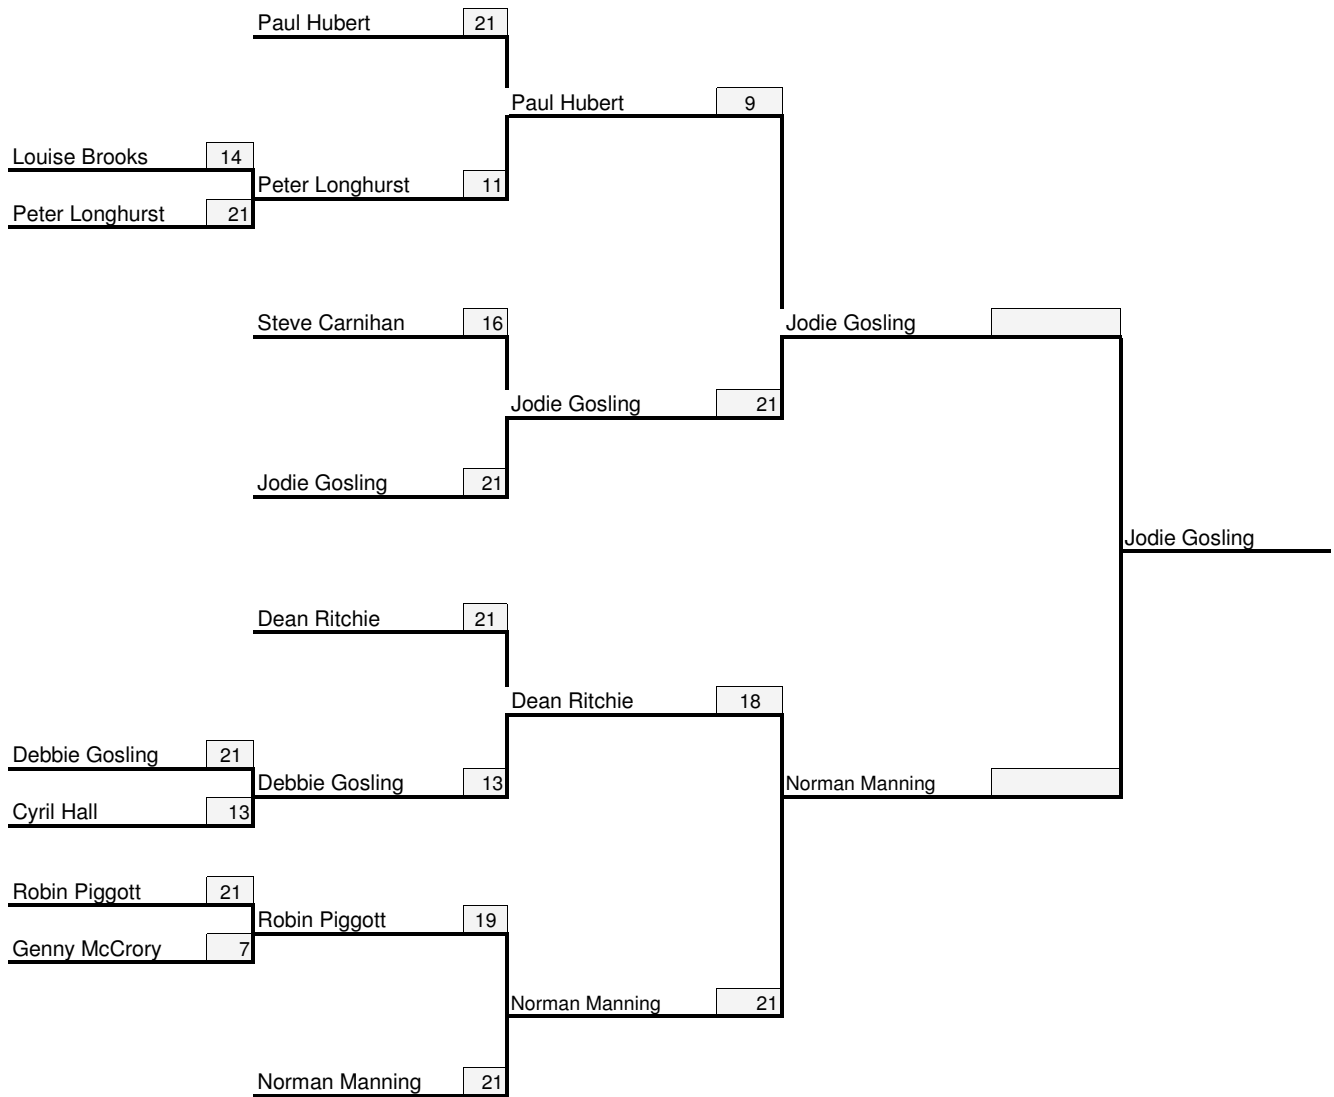 Paul Hubert 21
Paul Hubert 9
Louise Brooks 14
Peter Longhurst 11
Peter Longhurst 21
Steve Carnihan 16
Jodie Gosling
Jodie Gosling 21
Jodie Gosling 21
Jodie Gosling
Dean Ritchie 21
Dean Ritchie 18
Debbie Gosling 21
Debbie Gosling 13
Norman Manning
Cyril Hall 13
Robin Piggott 21
Robin Piggott 19
Genny McCrory 7
Norman Manning 21
Norman Manning 21